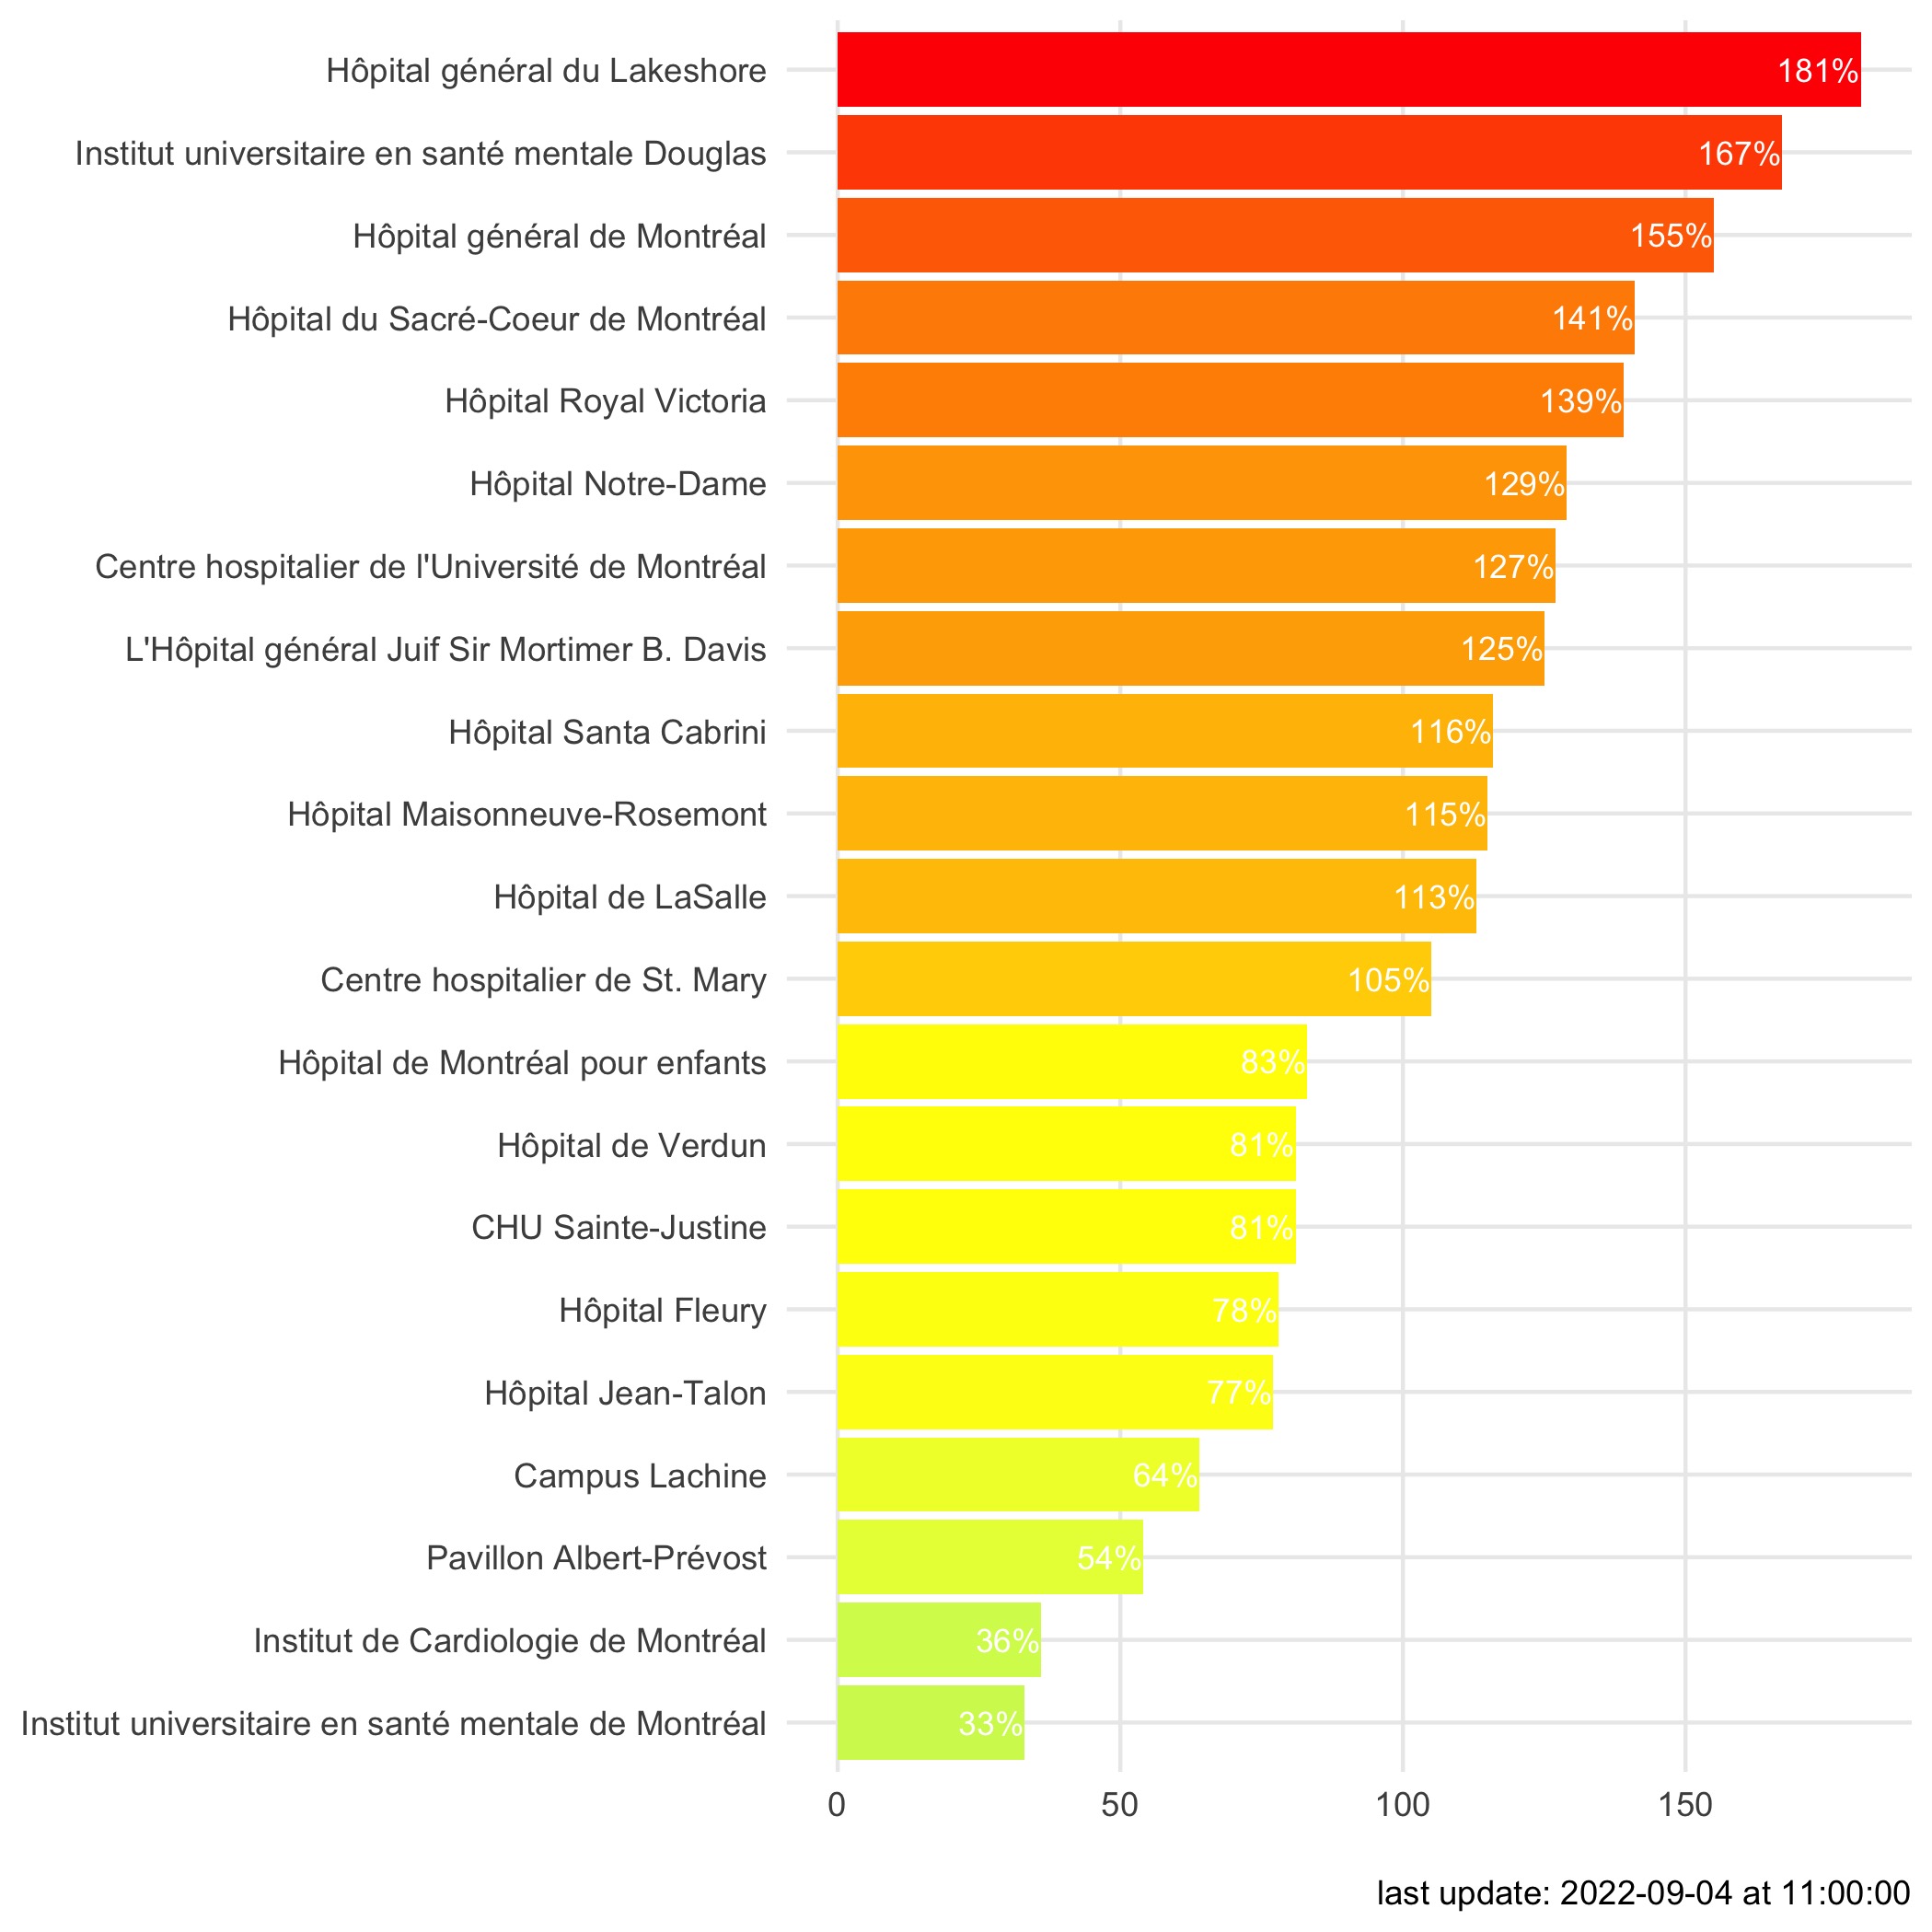 Hôpital général du Lakeshore 181%
Institut universitaire en santé mentale Douglas 167%
Hôpital général de Montréal 155%
Hôpital du Sacré-Coeur de Montréal 141%
Hôpital Royal Victoria 139%
Hôpital Notre-Dame 129%
Centre hospitalier de l'Université de Montréal 127%
L'Hôpital général Juif Sir Mortimer B. Davis 125%
Hôpital Santa Cabrini 116%
Hôpital Maisonneuve-Rosemont 115%
Hôpital de LaSalle 113%
Centre hospitalier de St. Mary 105%
Hôpital de Montréal pour enfants 83%
Hôpital de Verdun 81%
CHU Sainte-Justine 81%
Hôpital Fleury 78%
Hôpital Jean-Talon 77%
Campus Lachine 64%
Pavillon Albert-Prévost 54%
Institut de Cardiologie de Montréal 36%
Institut universitaire en santé mentale de Montréal 33%
0 50 100 150
last update: 2022-09-04 at 11:00:00